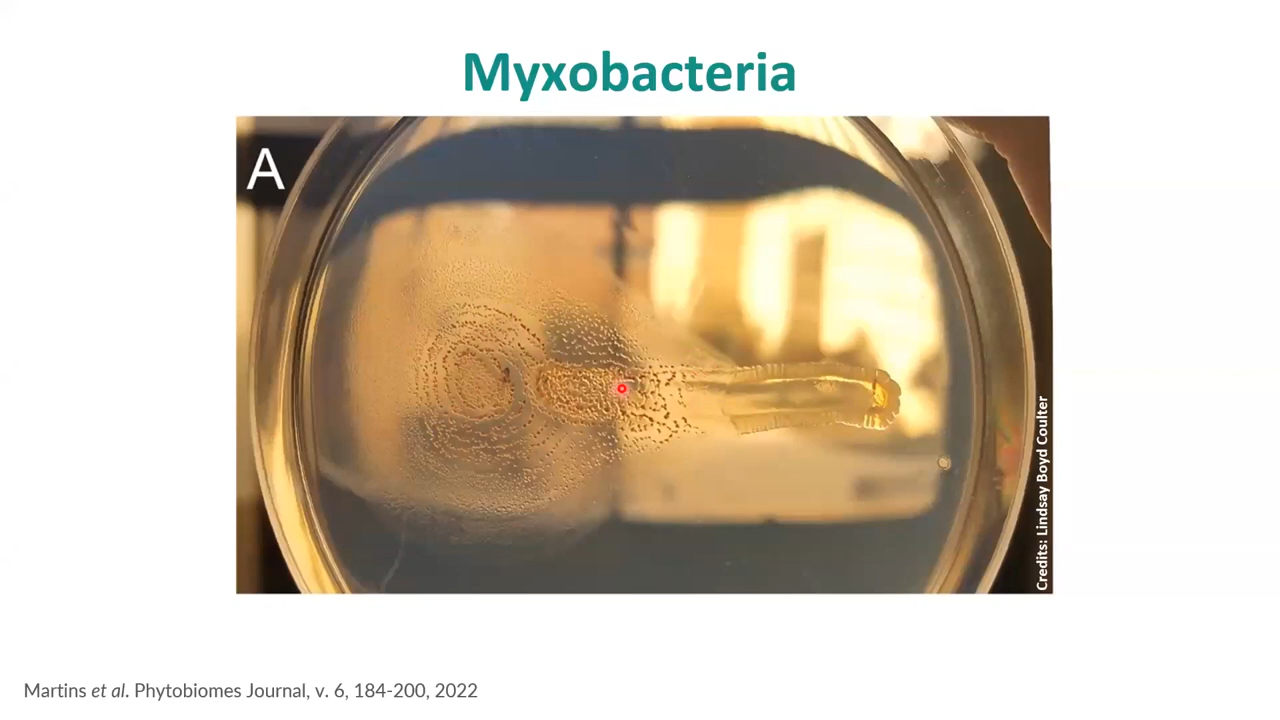 Myxobacteria
A
Credits: Lindsay Boyd Coulter
Martins et al. Phytobiomes Journal, v. 6, 184-200, 2022